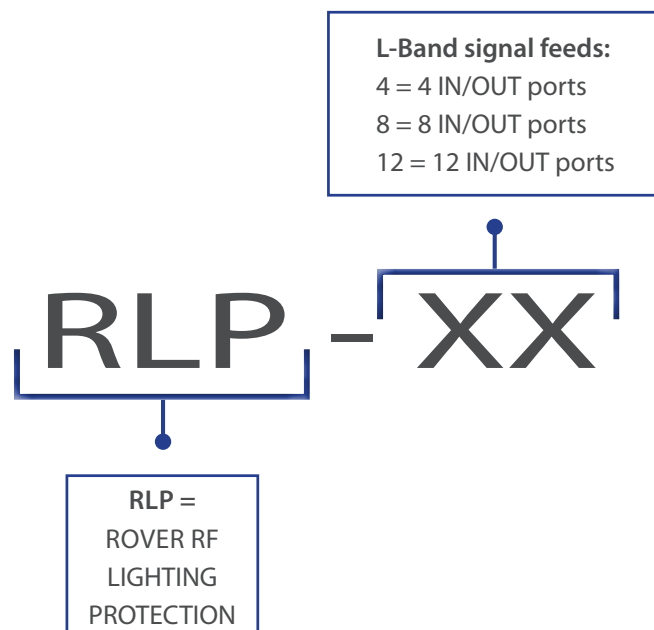 L-Band signal feeds:
4 = 4 IN/OUT ports
8 = 8 IN/OUT ports
12 = 12 IN/OUT ports
RLP - XX
RLP =
ROVER RF
LIGHTING
PROTECTION